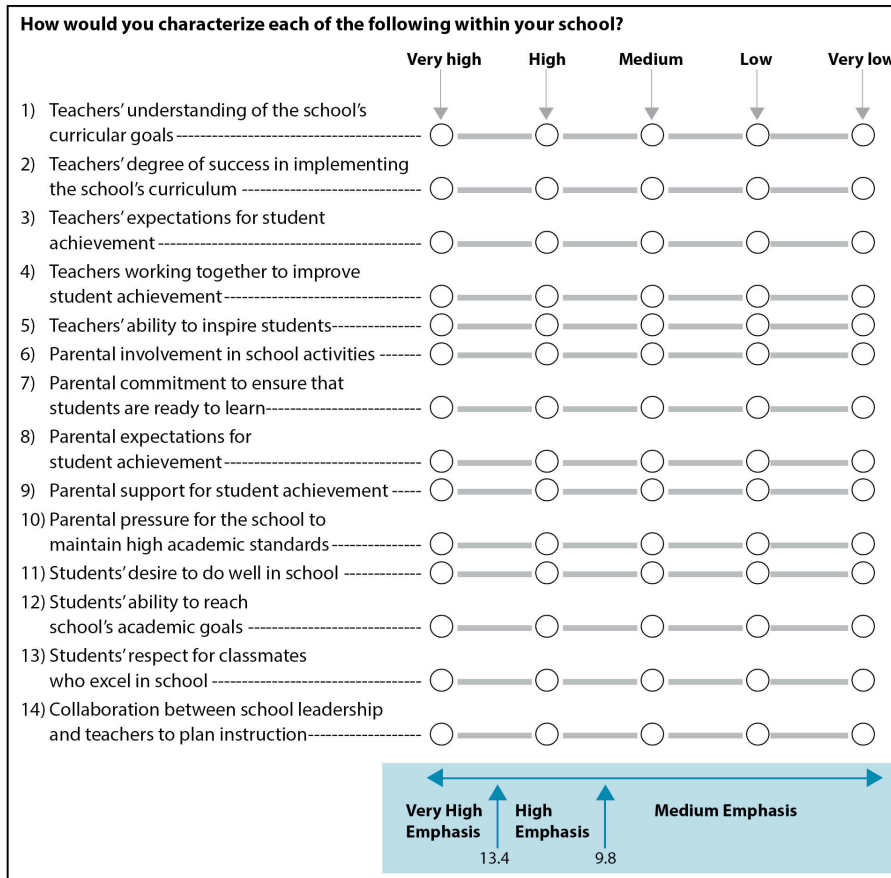 How would you characterize each of the following within your school?
Very high High Medium Low Very low
1) Teachers' understanding of the school's
curricular goals
2) Teachers' degree of success in implementing
the school's curriculum
3) Teachers' expectations for student
achievement
4) Teachers working together to improve
student achievement
5) Teachers' ability to inspire students
6) Parental involvement in school activities
7) Parental commitment to ensure that
students are ready to learn
8) Parental expectations for
student achievement
9) Parental support for student achievement
10) Parental pressure for the school to
maintain high academic standards
11) Students' desire to do well in school
12) Students' ability to reach
school's academic goals
13) Students' respect for classmates
who excel in school
14) Collaboration between school leadership
and teachers to plan instruction
Very High High Medium Emphasis
Emphasis Emphasis
13.4 9.8